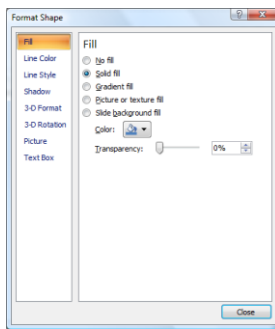 Format Shape
Fill
Line Color
Line Style
Shadow
3-D Format
3-D Rotation
Picture
Text Box
Fill
No fill
Solid fill
Gradient fill
Picture or texture fill
Slide background fill
Color:
Transparency: 0%
Close